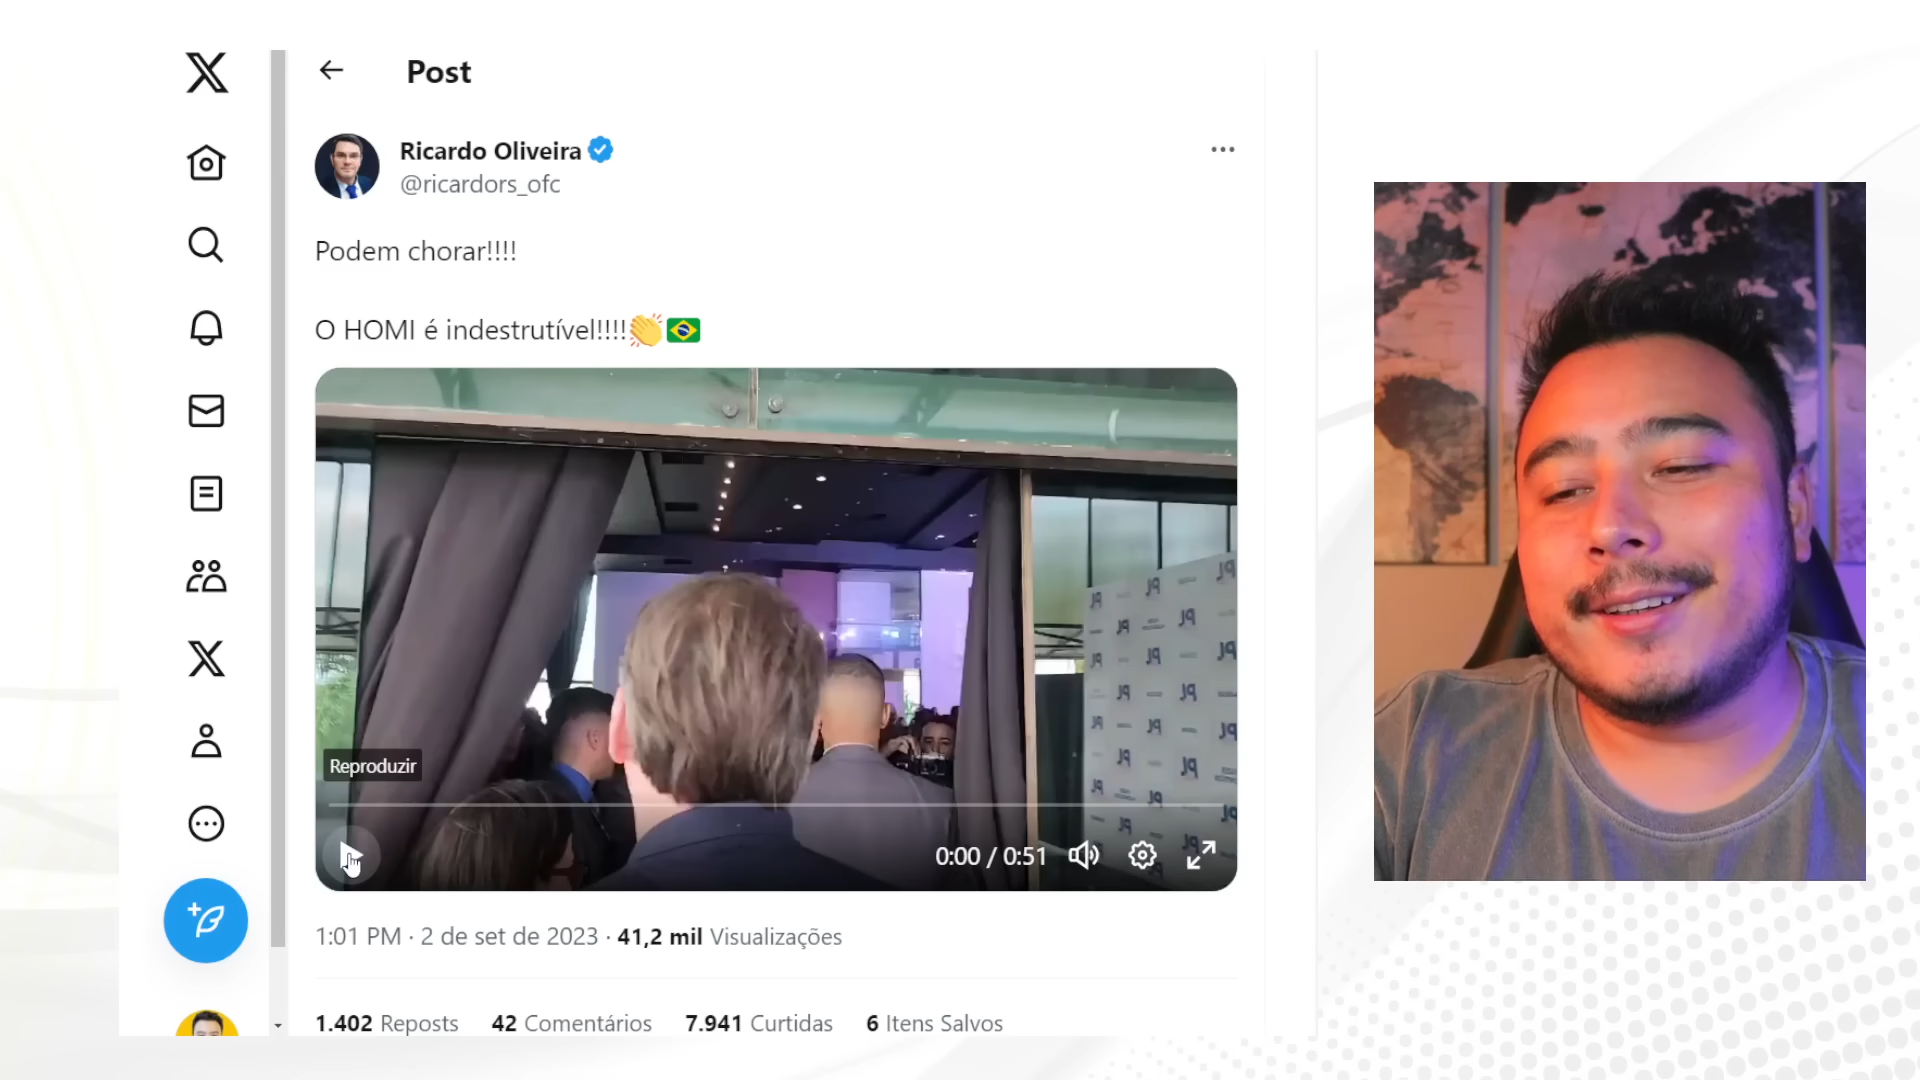 Post
Ricardo Oliveira
@ricardors_ofc
Podem chorar!!!!
O HOMI é indestrutível!!!!👏🇧🇷
PL
Reproduzir
0:00 / 0:51
1:01 PM · 2 de set de 2023 · 41,2 mil Visualizações
1.402 Reposts 42 Comentários 7.941 Curtidas 6 Itens Salvos